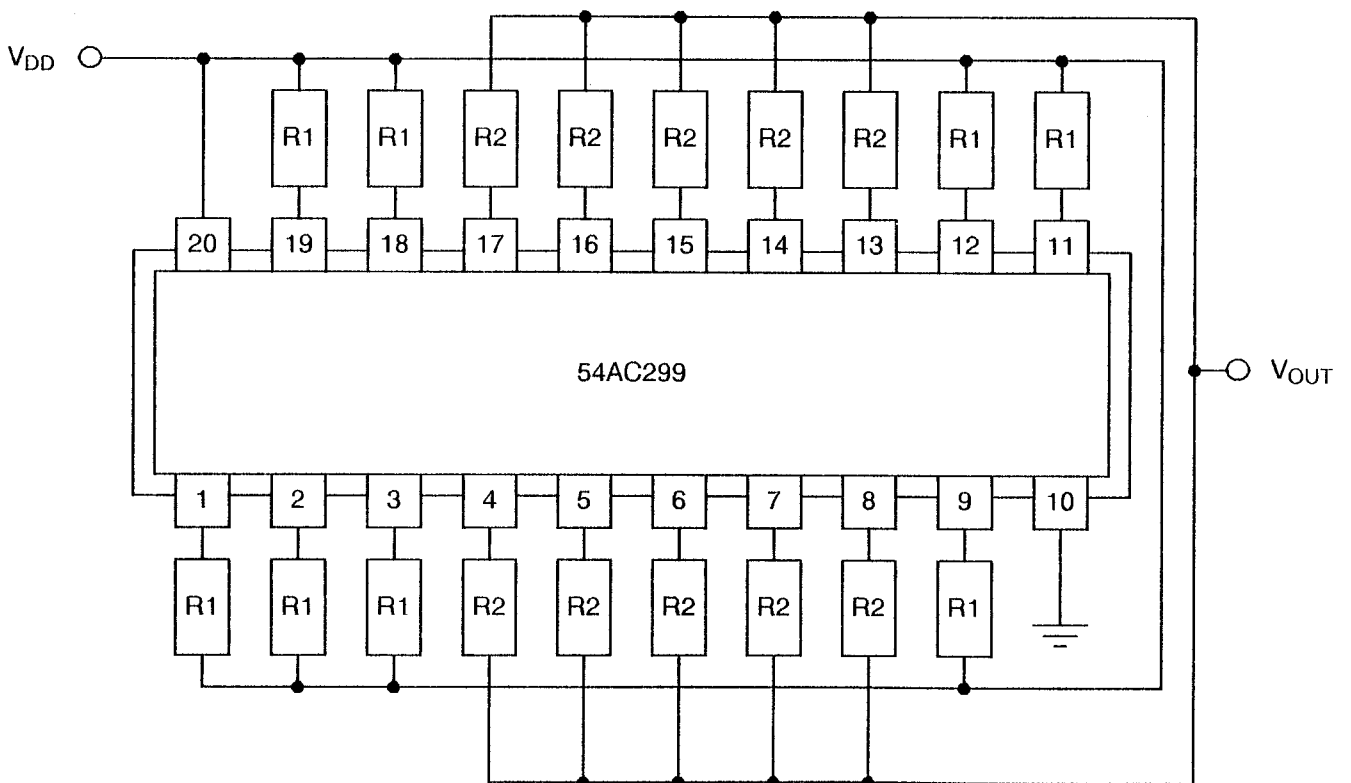 V_DD
R1 R1 R2 R2 R2 R2 R2 R1 R1
20 19 18 17 16 15 14 13 12 11
54AC299
V_OUT
1 2 3 4 5 6 7 8 9 10
R1 R1 R1 R2 R2 R2 R2 R2 R1